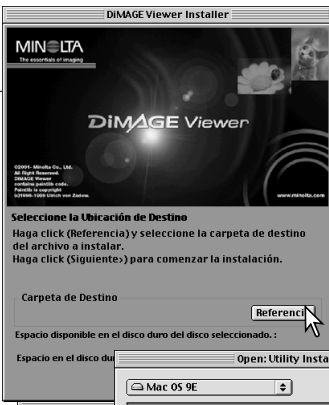 DiMAGE Viewer Installer
MINOLTA
The essentials of imaging
DiMAGE Viewer
©2001- Minolta Co., Ltd.
All Right Reserved.
DiMAGE Viewer
contains paintlib code.
Paintlib is copyright
(c)1996-1998 Ulrich von Zadow.
www.minolta.com
Seleccione la Ubicación de Destino
Haga click (Referencia) y seleccione la carpeta de destino
del archivo a instalar.
Haga click (Siguiente>) para comenzar la instalación.
Carpeta de Destino
Referenci
Espacio disponible en el disco duro del disco seleccionado. :
Espacio en el disco du
Open: Utility Insta
Mac OS 9E